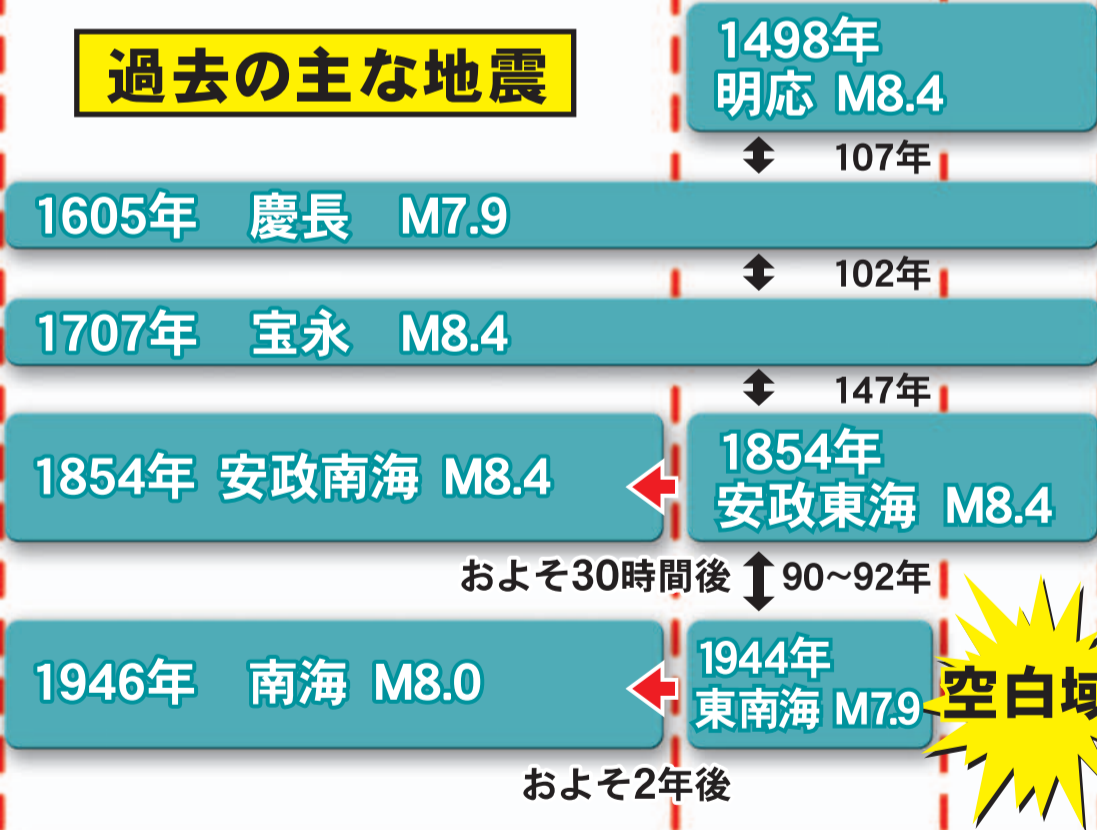 過去の主な地震
1498年
明応 M8.4
107年
1605年 慶長 M7.9
102年
1707年 宝永 M8.4
147年
1854年 安政南海 M8.4
1854年
安政東海 M8.4
およそ30時間後
90~92年
1946年 南海 M8.0
1944年
東南海 M7.9
空白域
およそ2年後